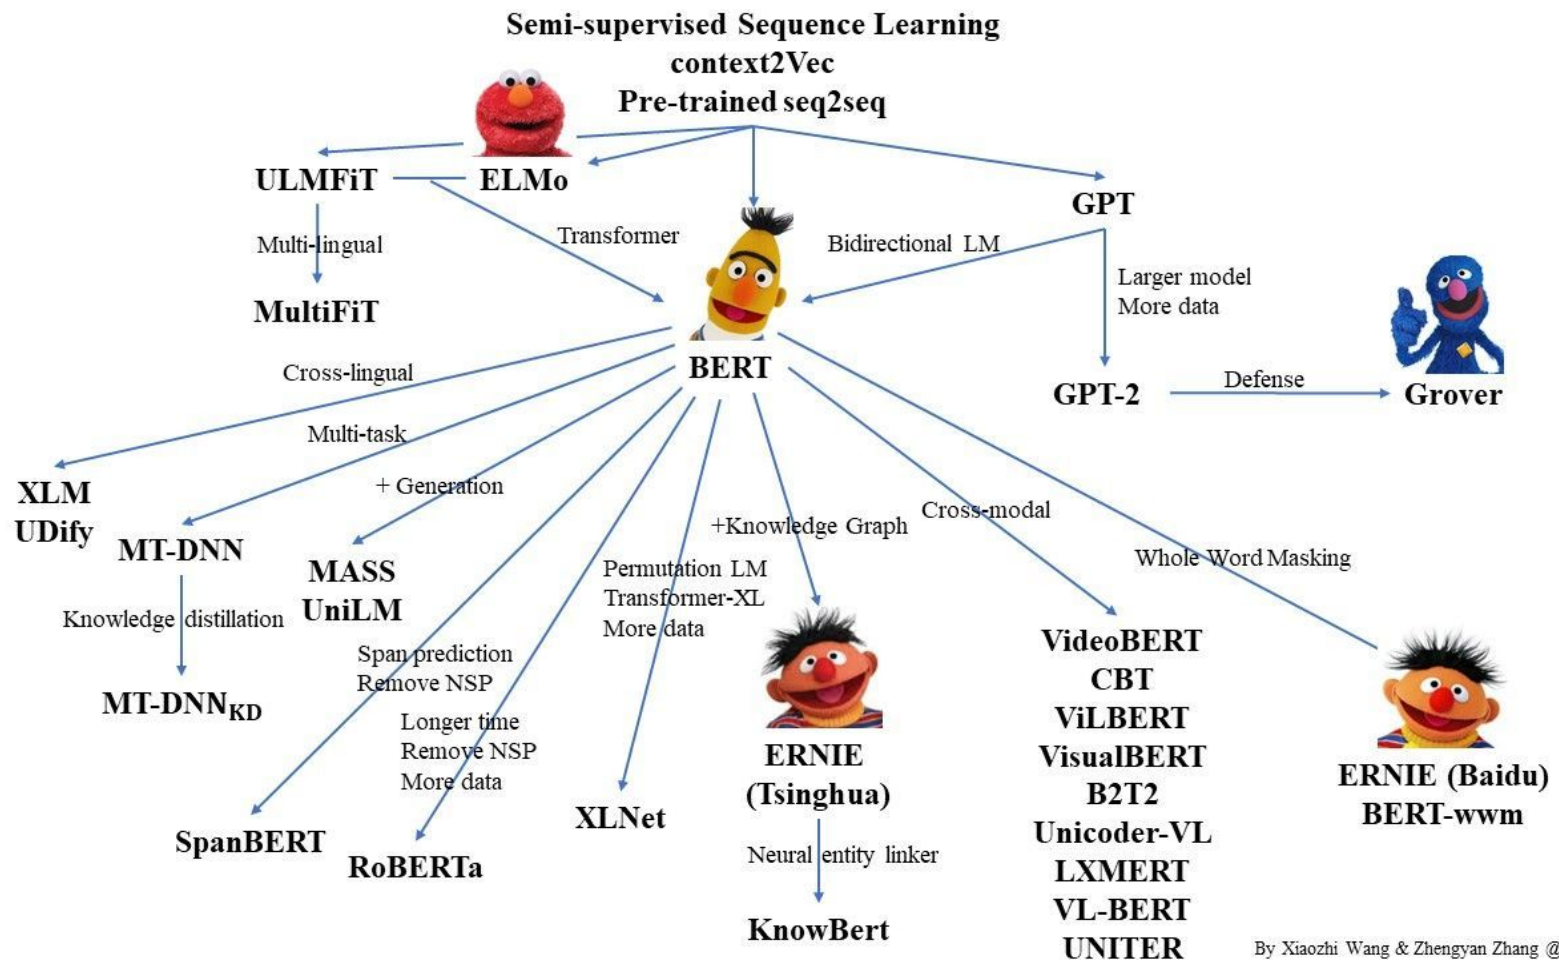 Semi-supervised Sequence Learning
context2Vec
Pre-trained seq2seq
ULMFiT
ELMo
GPT
Multi-lingual
Transformer
Bidirectional LM
Larger model
More data
MultiFiT
BERT
GPT-2
Defense
Grover
Cross-lingual
Multi-task
+ Generation
+Knowledge Graph
Cross-modal
Whole Word Masking
XLM
UDify
MT-DNN
MASS
UniLM
Permutation LM
Transformer-XL
More data
Knowledge distillation
Span prediction
Remove NSP
MT-DNNKD
Longer time
Remove NSP
More data
SpanBERT
RoBERTa
XLNet
ERNIE
(Tsinghua)
Neural entity linker
KnowBert
VideoBERT
CBT
ViLBERT
VisualBERT
B2T2
Unicoder-VL
LXMERT
VL-BERT
UNITER
ERNIE (Baidu)
BERT-wwm
By Xiaozhi Wang & Zhengyan Zhang @